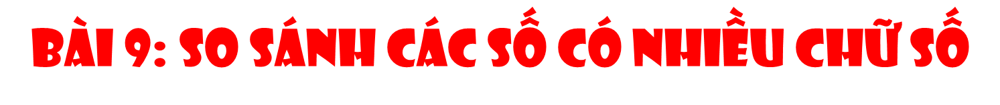 BÀI 9: SO SÁNH CÁC SỐ CÓ NHIỀU CHỮ SỐ